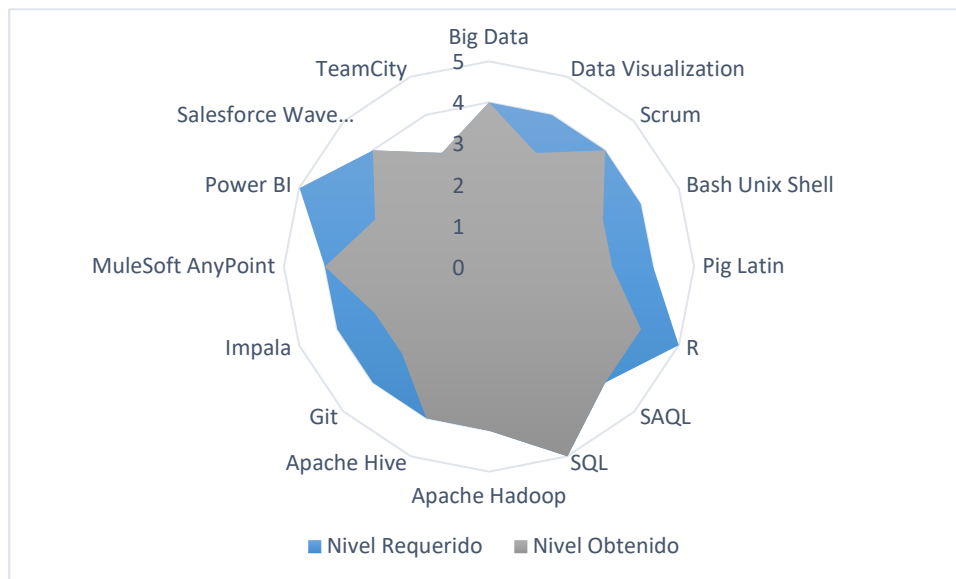 Big Data
5
TeamCity
Data Visualization
4
Salesforce Wave...
Scrum
3
Power BI
2
Bash Unix Shell
1
MuleSoft AnyPoint
0
Pig Latin
Impala
R
Git
SAQL
Apache Hive
SQL
Apache Hadoop
Nivel Requerido
Nivel Obtenido